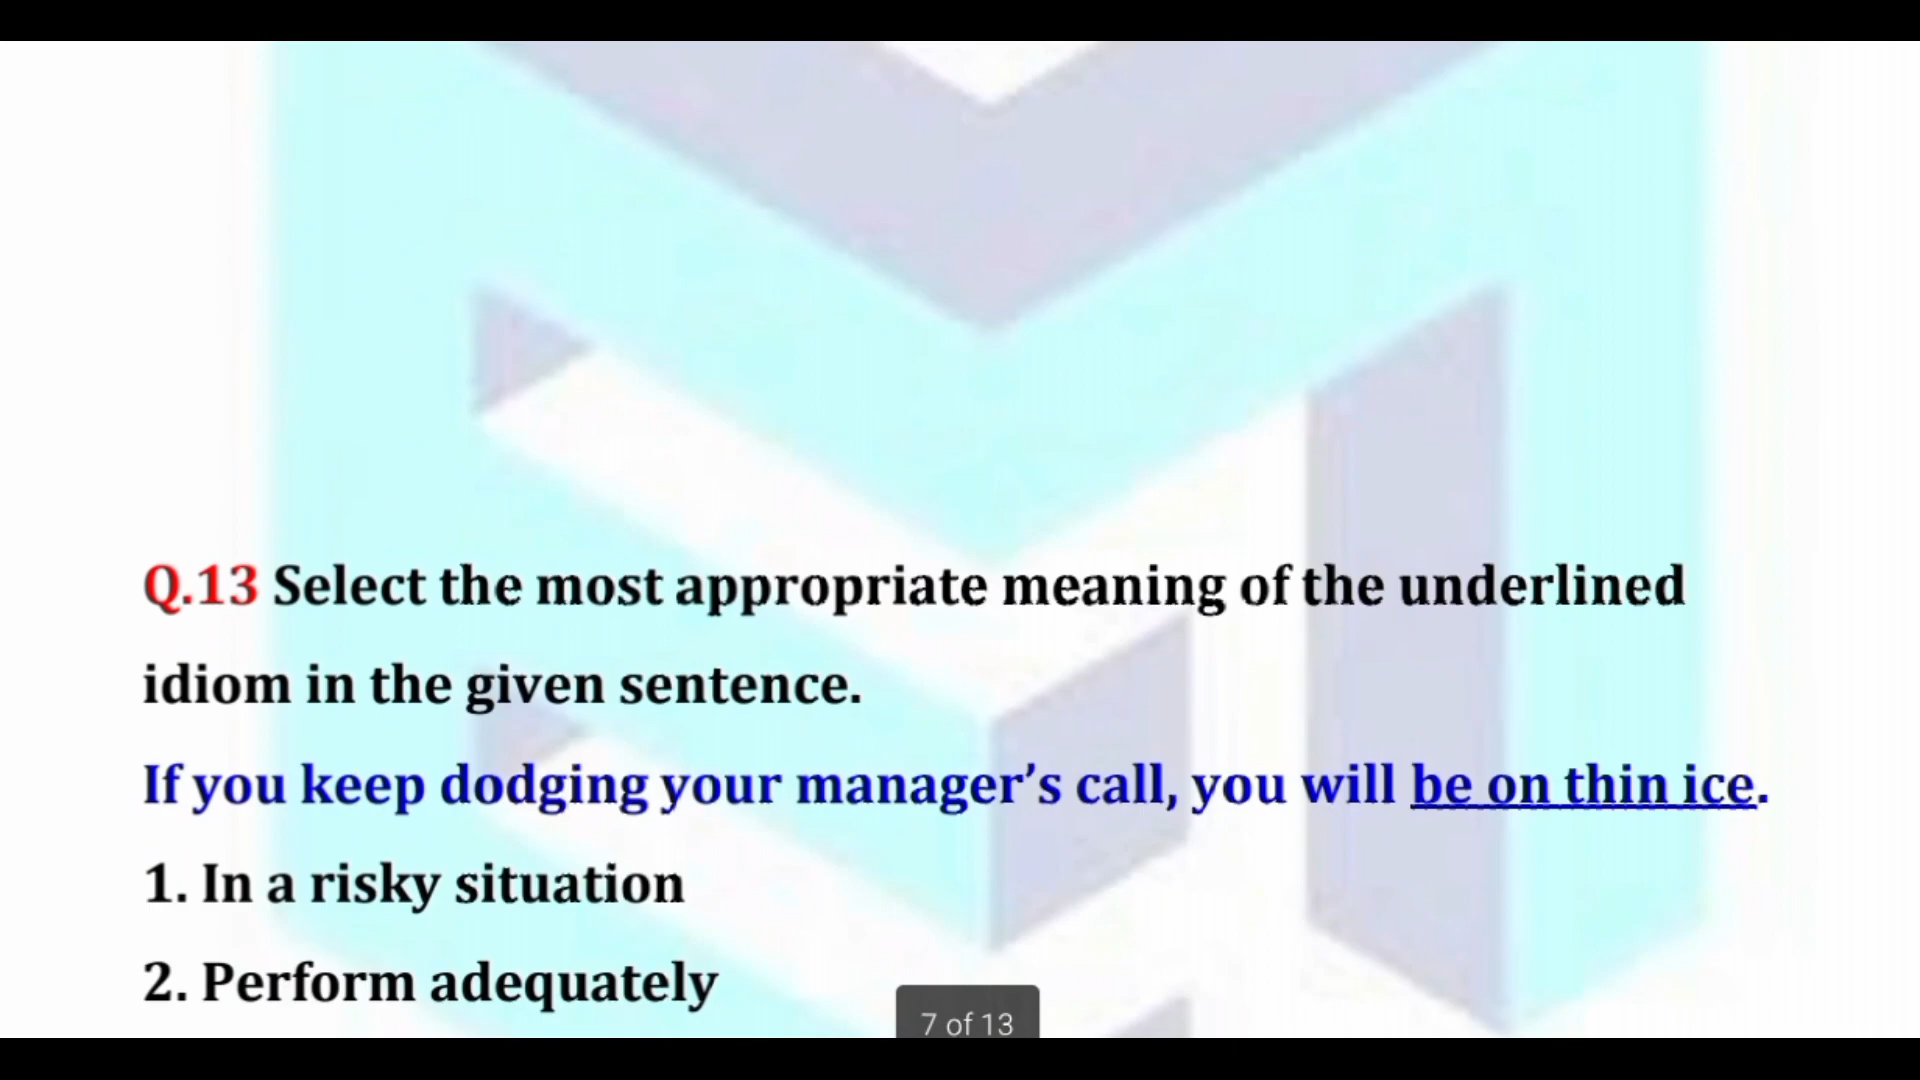 Q.13 Select the most appropriate meaning of the underlined
idiom in the given sentence.
If you keep dodging your manager’s call, you will be on thin ice.
1. In a risky situation
2. Perform adequately
7 of 13